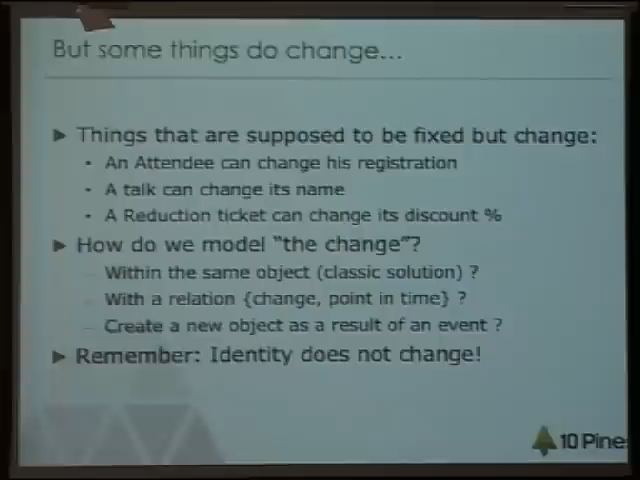 But some things do change...
Things that are supposed to be fixed but change:
An Attendee can change his registration
A talk can change its name
A Reduction ticket can change its discount %
How do we model "the change"?
Within the same object (classic solution) ?
With a relation {change, point in time} ?
Create a new object as a result of an event ?
Remember: Identity does not change!
10 Pine